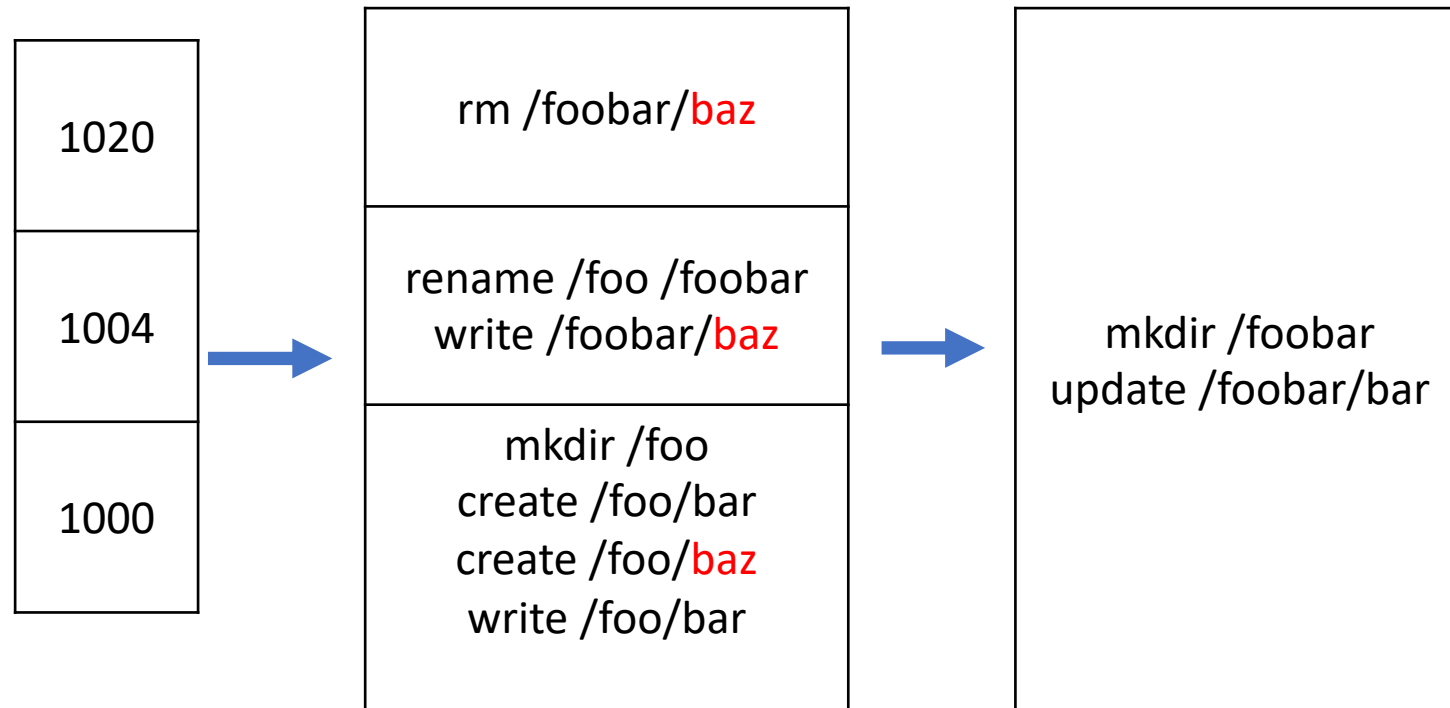 1020
1004
1000
rm /foobar/baz
rename /foo /foobar
write /foobar/baz
mkdir /foo
create /foo/bar
create /foo/baz
write /foo/bar
mkdir /foobar
update /foobar/bar